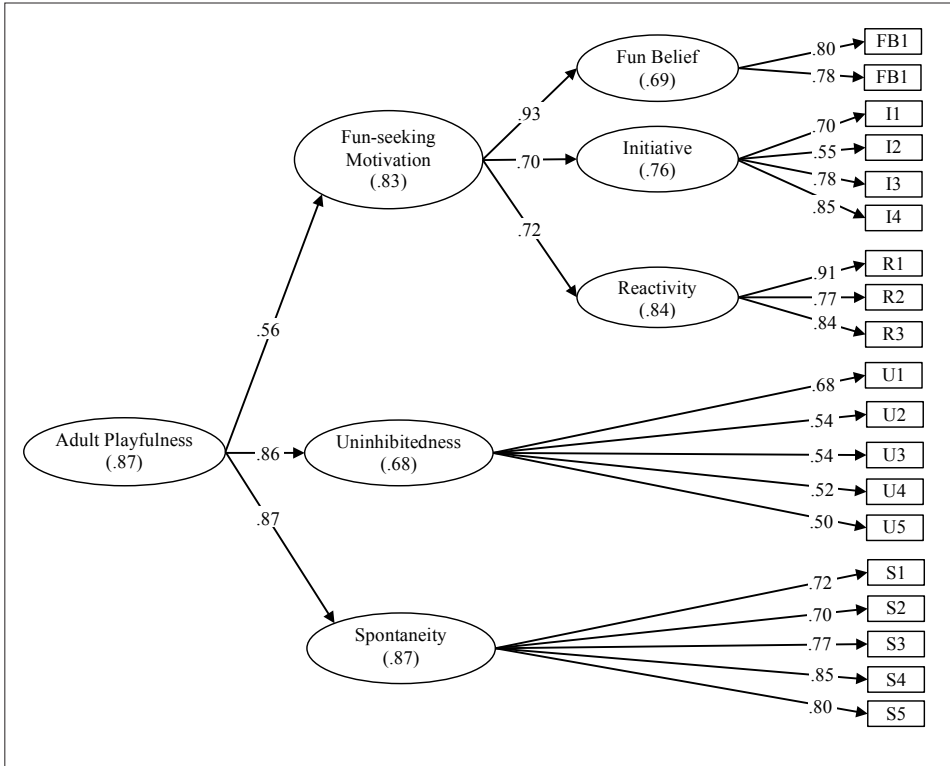 .80
FB1
Fun Belief
(.69)
.78
FB1
.93
Fun-seeking
Motivation
(.83)
.70
Initiative
(.76)
.70
I1
.55
I2
.78
I3
.85
I4
.72
Reactivity
(.84)
.91
R1
.77
R2
.84
R3
.56
Adult Playfulness
(.87)
.86
Uninhibitedness
(.68)
.68
U1
.54
U2
.54
U3
.52
U4
.50
U5
.87
Spontaneity
(.87)
.72
S1
.70
S2
.77
S3
.85
S4
.80
S5